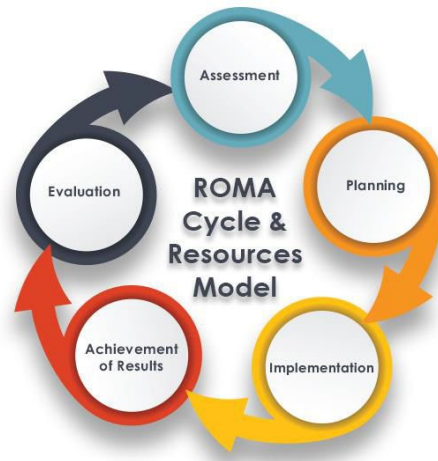 Assessment
Planning
Implementation
Achievement
of Results
Evaluation
ROMA
Cycle &
Resources
Model